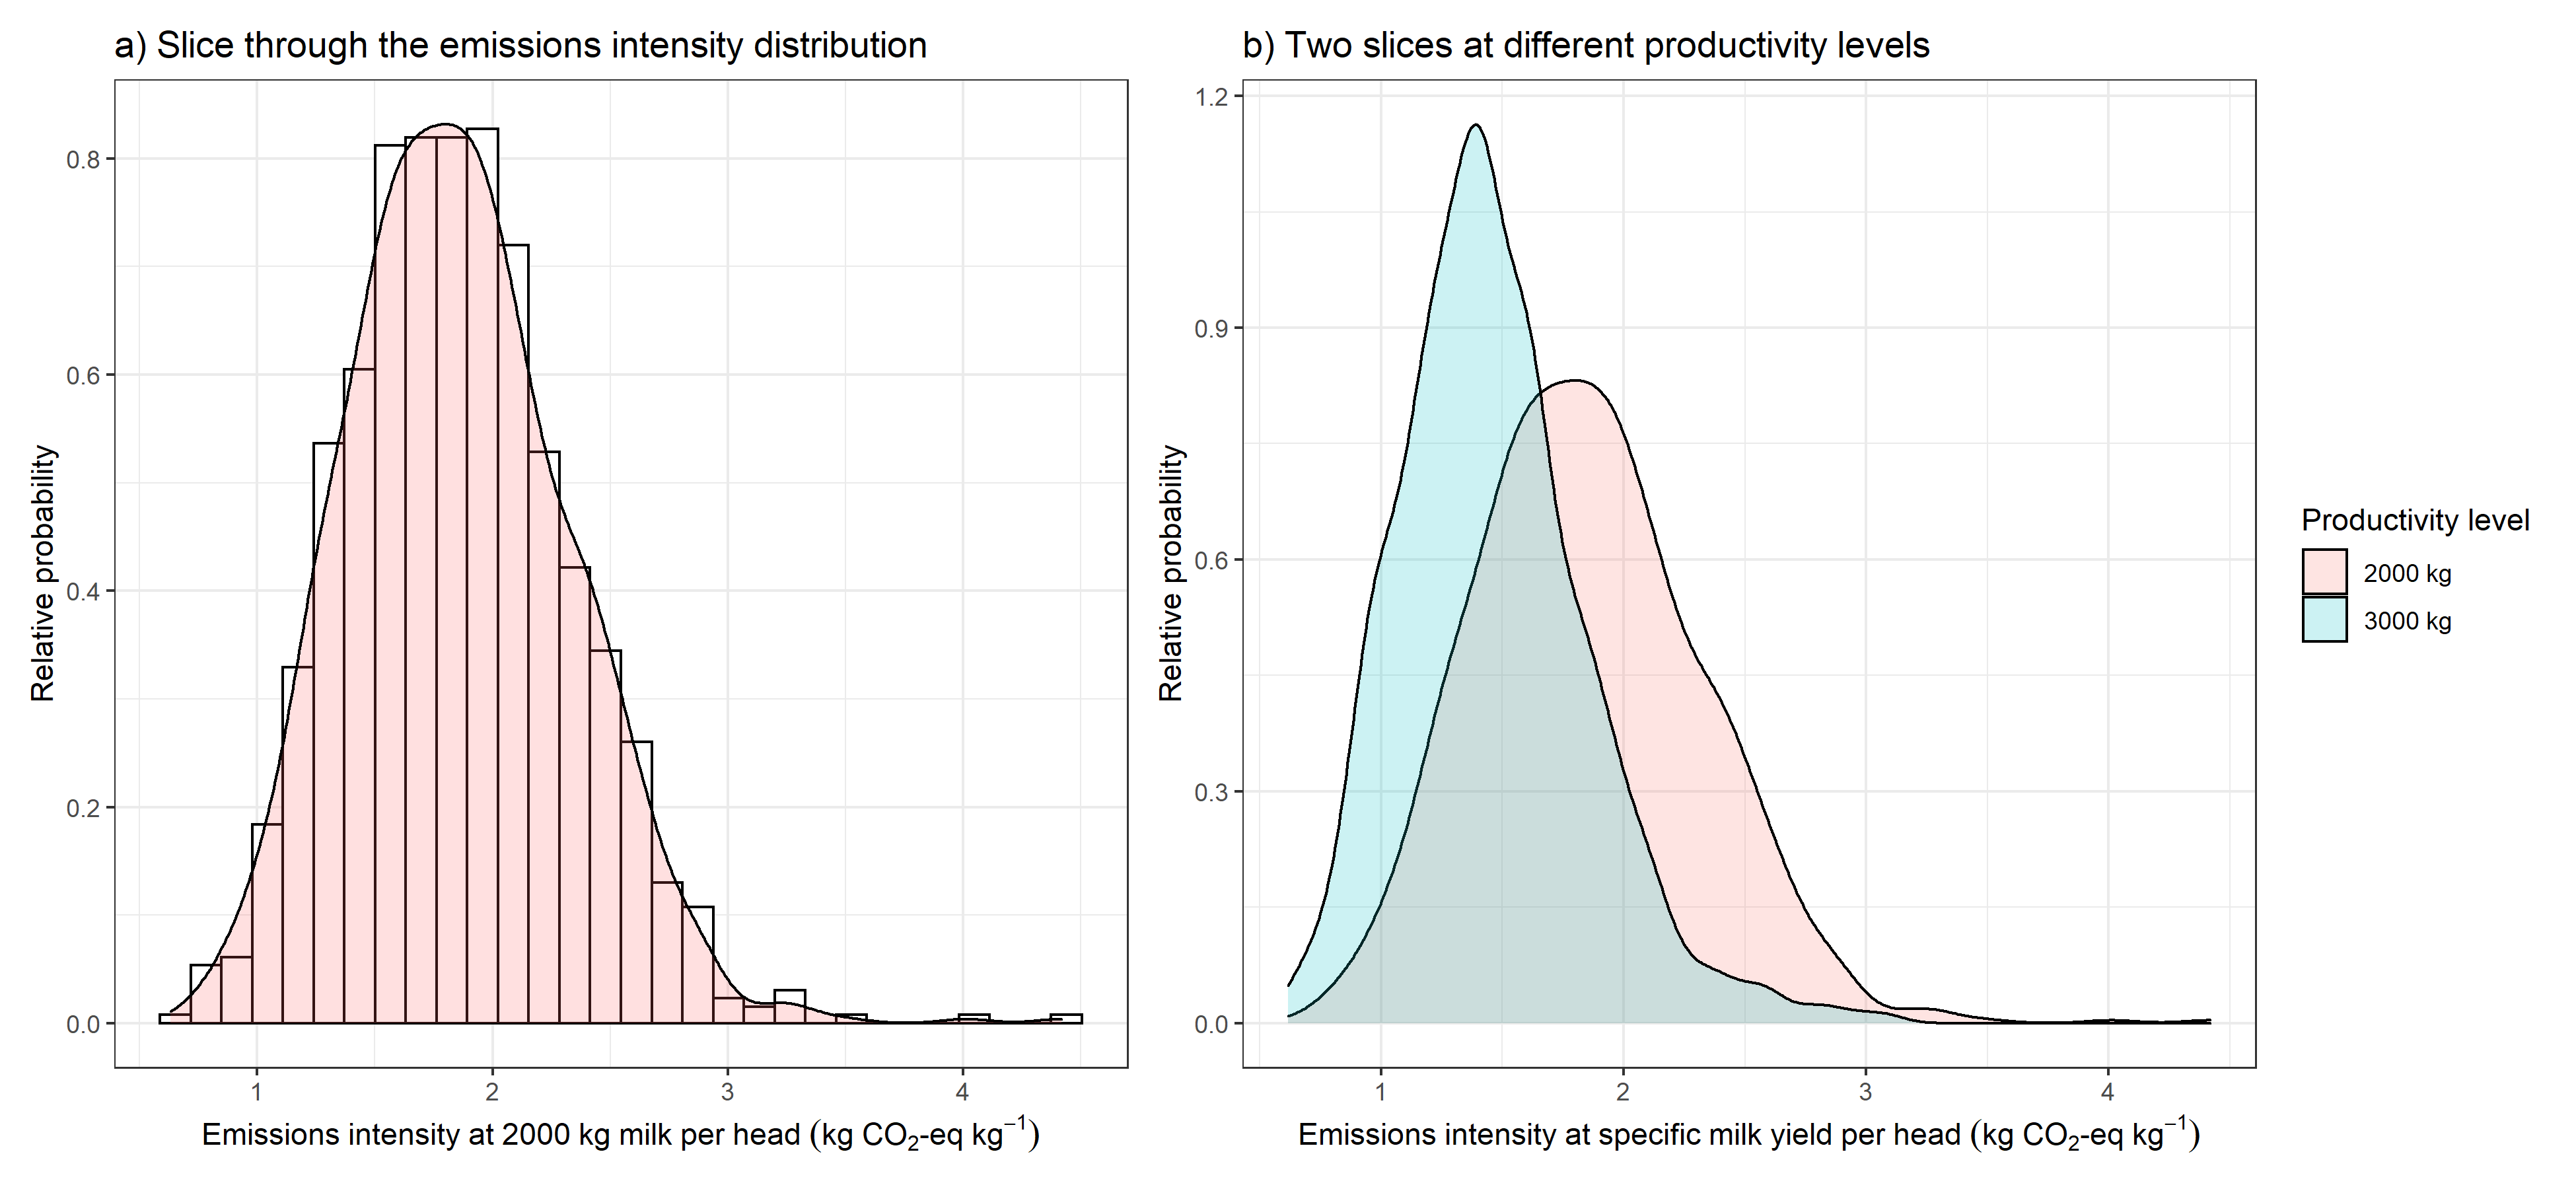 a) Slice through the emissions intensity distribution
Relative probability
0.8
0.6
0.4
0.2
0.0
1 2 3 4
Emissions intensity at 2000 kg milk per head (kg CO₂-eq kg⁻¹)
b) Two slices at different productivity levels
Relative probability
1.2
0.9
0.6
0.3
0.0
1 2 3 4
Emissions intensity at specific milk yield per head (kg CO₂-eq kg⁻¹)
Productivity level
2000 kg
3000 kg